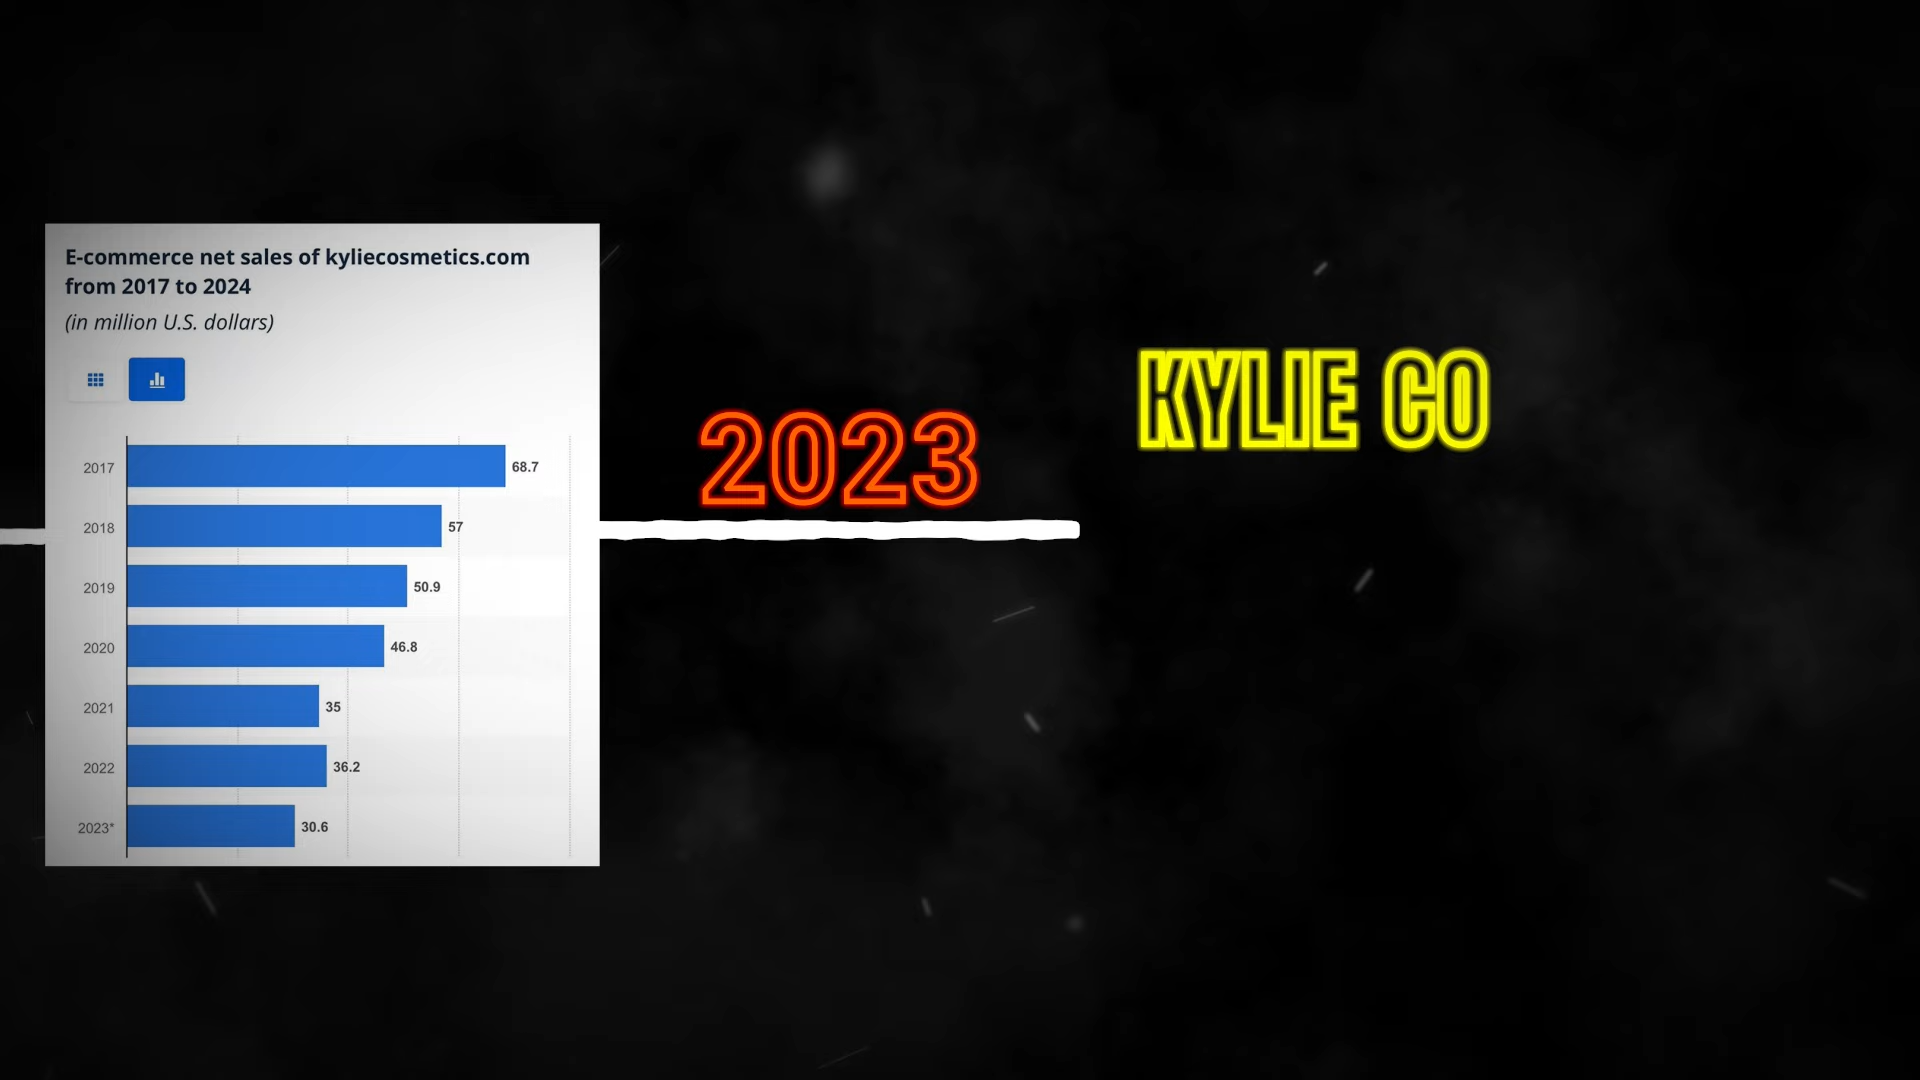 E-commerce net sales of kyliecosmetics.com
from 2017 to 2024
(in million U.S. dollars)
2017 68.7
2018 57
2019 50.9
2020 46.8
2021 35
2022 36.2
2023* 30.6
2023
KYLIE CO